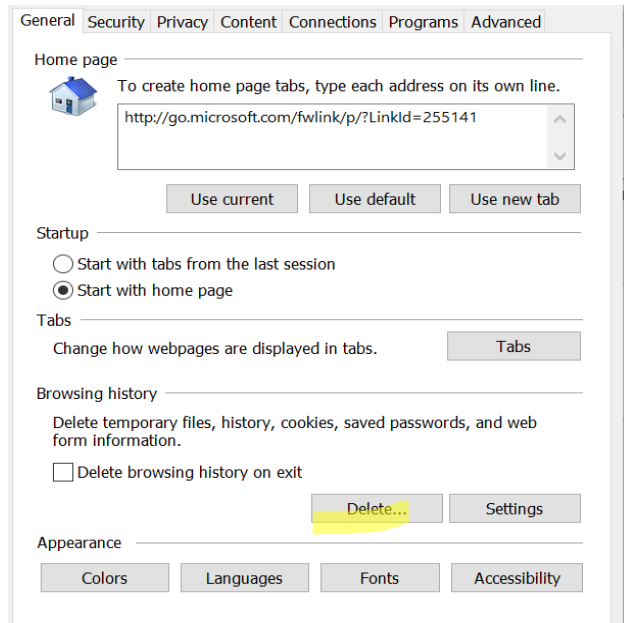 General Security Privacy Content Connections Programs Advanced
Home page
To create home page tabs, type each address on its own line.
http://go.microsoft.com/fwlink/p/?LinkId=255141
Use current Use default Use new tab
Startup
Start with tabs from the last session
Start with home page
Tabs
Change how webpages are displayed in tabs. Tabs
Browsing history
Delete temporary files, history, cookies, saved passwords, and web
form information.
Delete browsing history on exit
Delete... Settings
Appearance
Colors Languages Fonts Accessibility